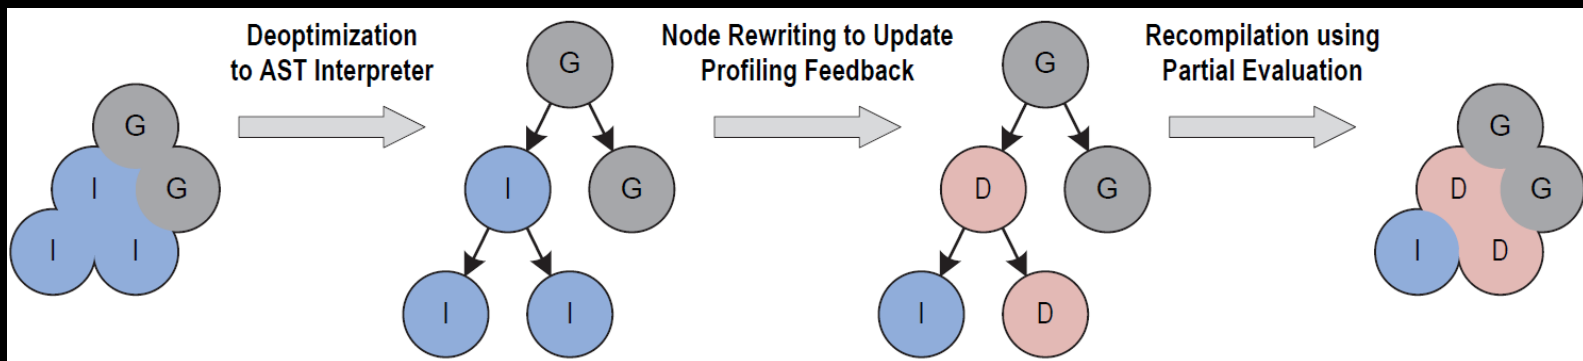 Deoptimization
to AST Interpreter
Node Rewriting to Update
Profiling Feedback
Recompilation using
Partial Evaluation
G
I
G
I
I
G
I
G
I
I
G
D
G
I
D
G
D
G
I
D